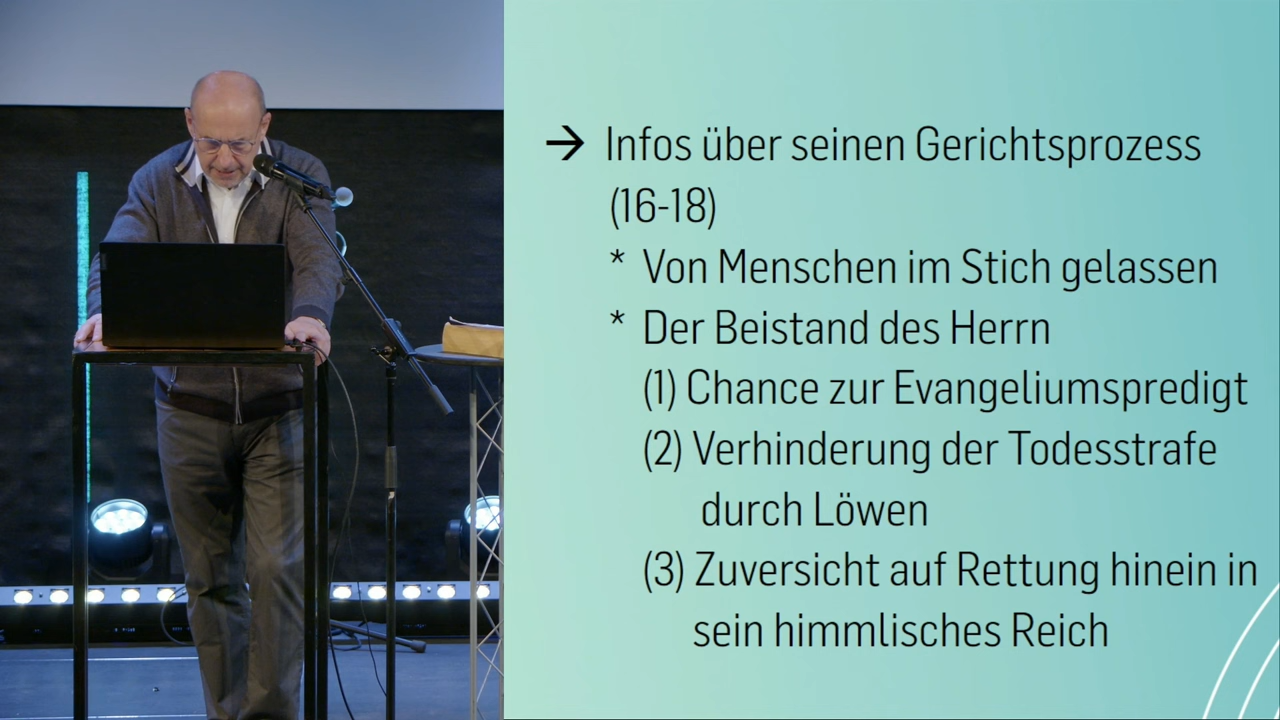 → Infos über seinen Gerichtsprozess
(16-18)
* Von Menschen im Stich gelassen
* Der Beistand des Herrn
(1) Chance zur Evangeliumspredigt
(2) Verhinderung der Todesstrafe
durch Löwen
(3) Zuversicht auf Rettung hinein in
sein himmlisches Reich